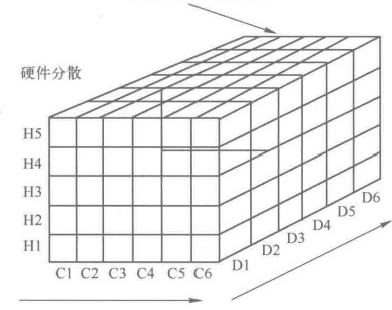 硬件分散
H5
H4
H3
H2
H1
C1 C2 C3 C4 C5 C6
D1 D2 D3 D4 D5 D6